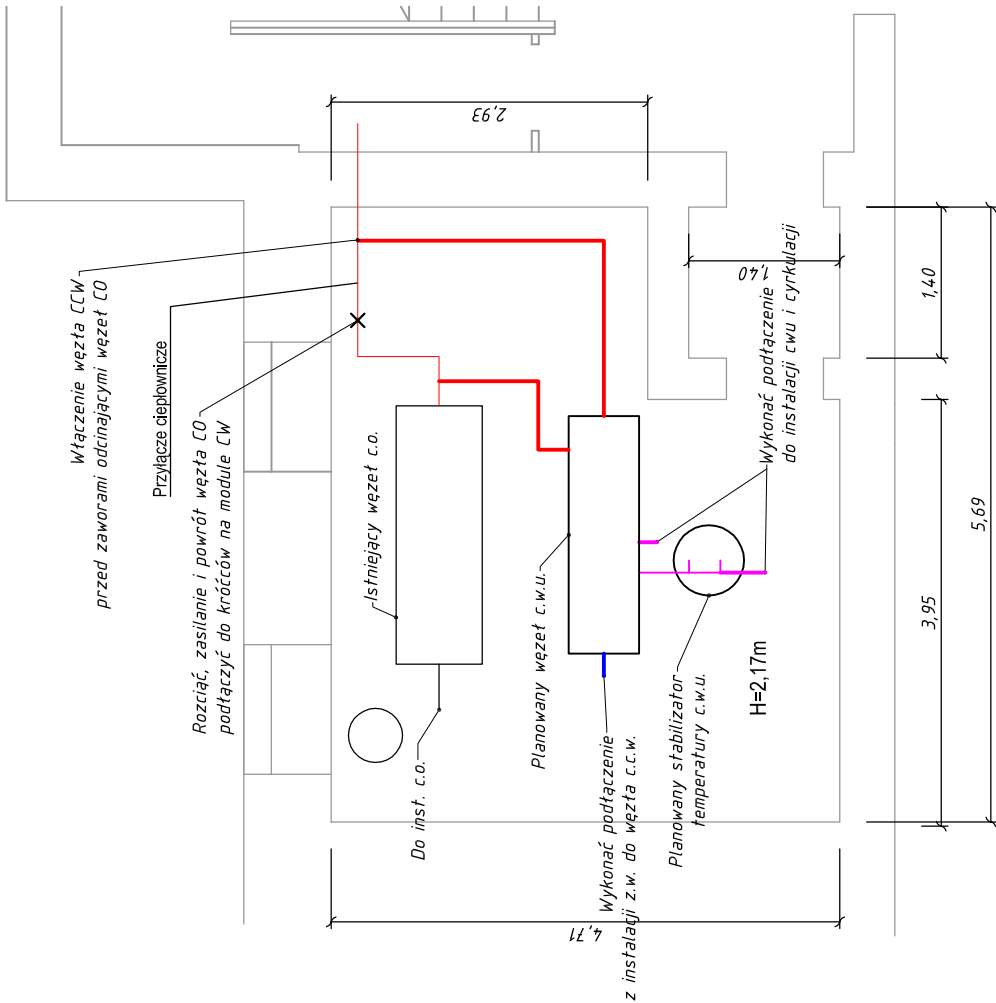 Włączenie węzła CCW
przed zaworami odcinającymi węzeł CO
Przyłącze ciepłownicze
Rozciąć, zasilanie i powrót węzła CO
podłączyć do króćców na module CW
Istniejący węzeł c.o.
Do inst. c.o.
Planowany węzeł c.w.u.
Wykonać podłączenie
z instalacji z.w. do węzła c.c.w.
Planowany stabilizator
temperatury c.w.u.
H=2,17m
Wykonać podłączenie
do instalacji cwu i cyrkulacji
2,93
1,40
1,40
3,95
5,69
4,71